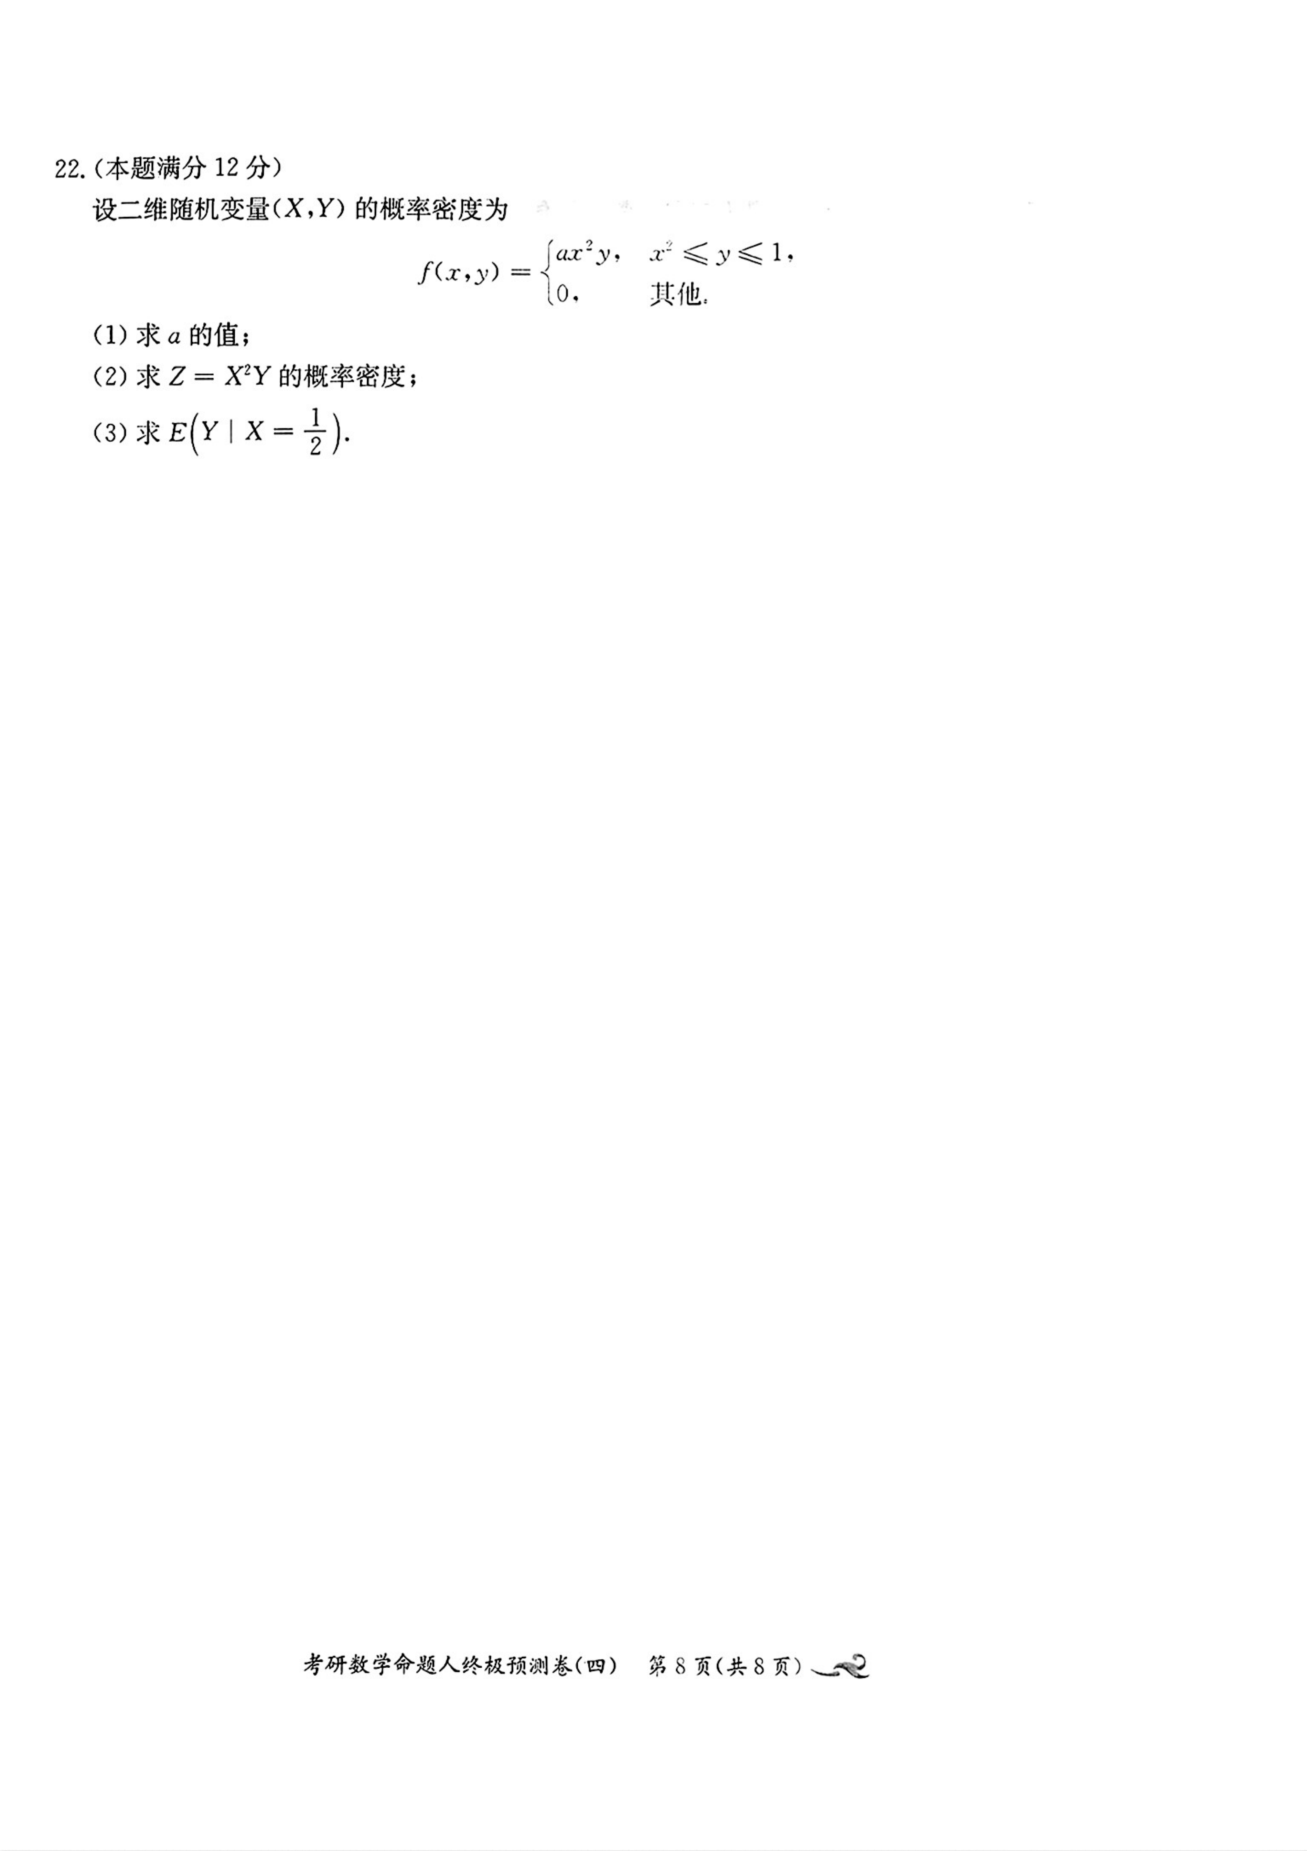 22.(本题满分 12 分)
设二维随机变量(X,Y) 的概率密度为
f(x,y) = {ax²y, x² ⩽ y ⩽ 1,
0, 其他.
(1) 求 a 的值;
(2) 求 Z = X²Y 的概率密度;
(3) 求 E(Y | X = 1/2).
考研数学命题人终极预测卷(四) 第 8 页(共 8 页)